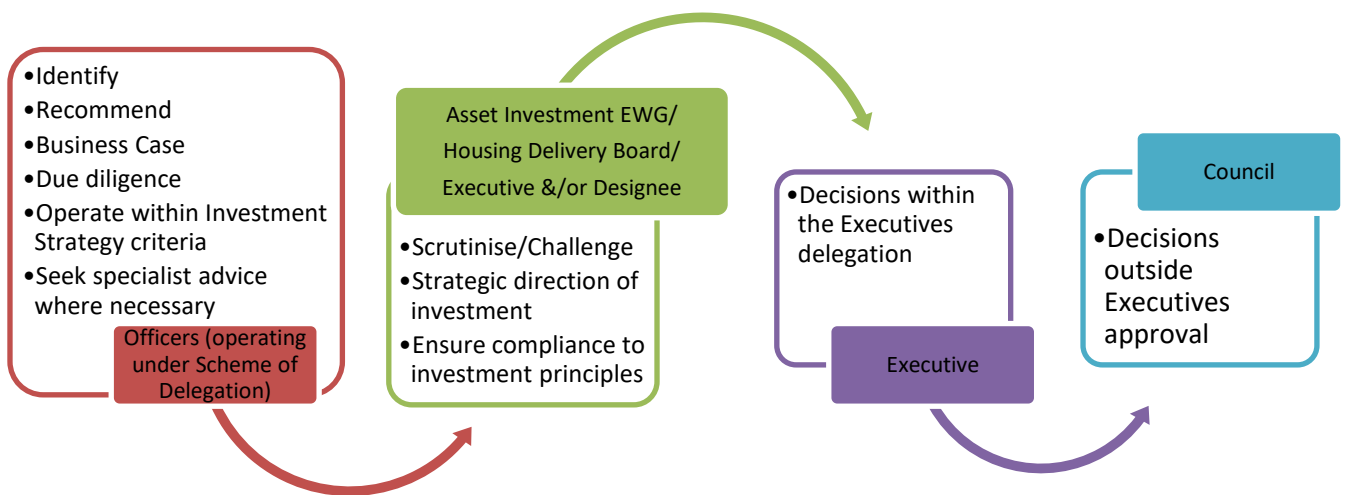 •Identify
•Recommend
•Business Case
•Due diligence
•Operate within Investment
Strategy criteria
•Seek specialist advice
where necessary
Officers (operating
under Scheme of
Delegation)
Asset Investment EWG/
Housing Delivery Board/
Executive &/or Designee
•Scrutinise/Challenge
•Strategic direction of
investment
•Ensure compliance to
investment principles
•Decisions within
the Executives
delegation
Executive
Council
•Decisions
outside
Executives
approval